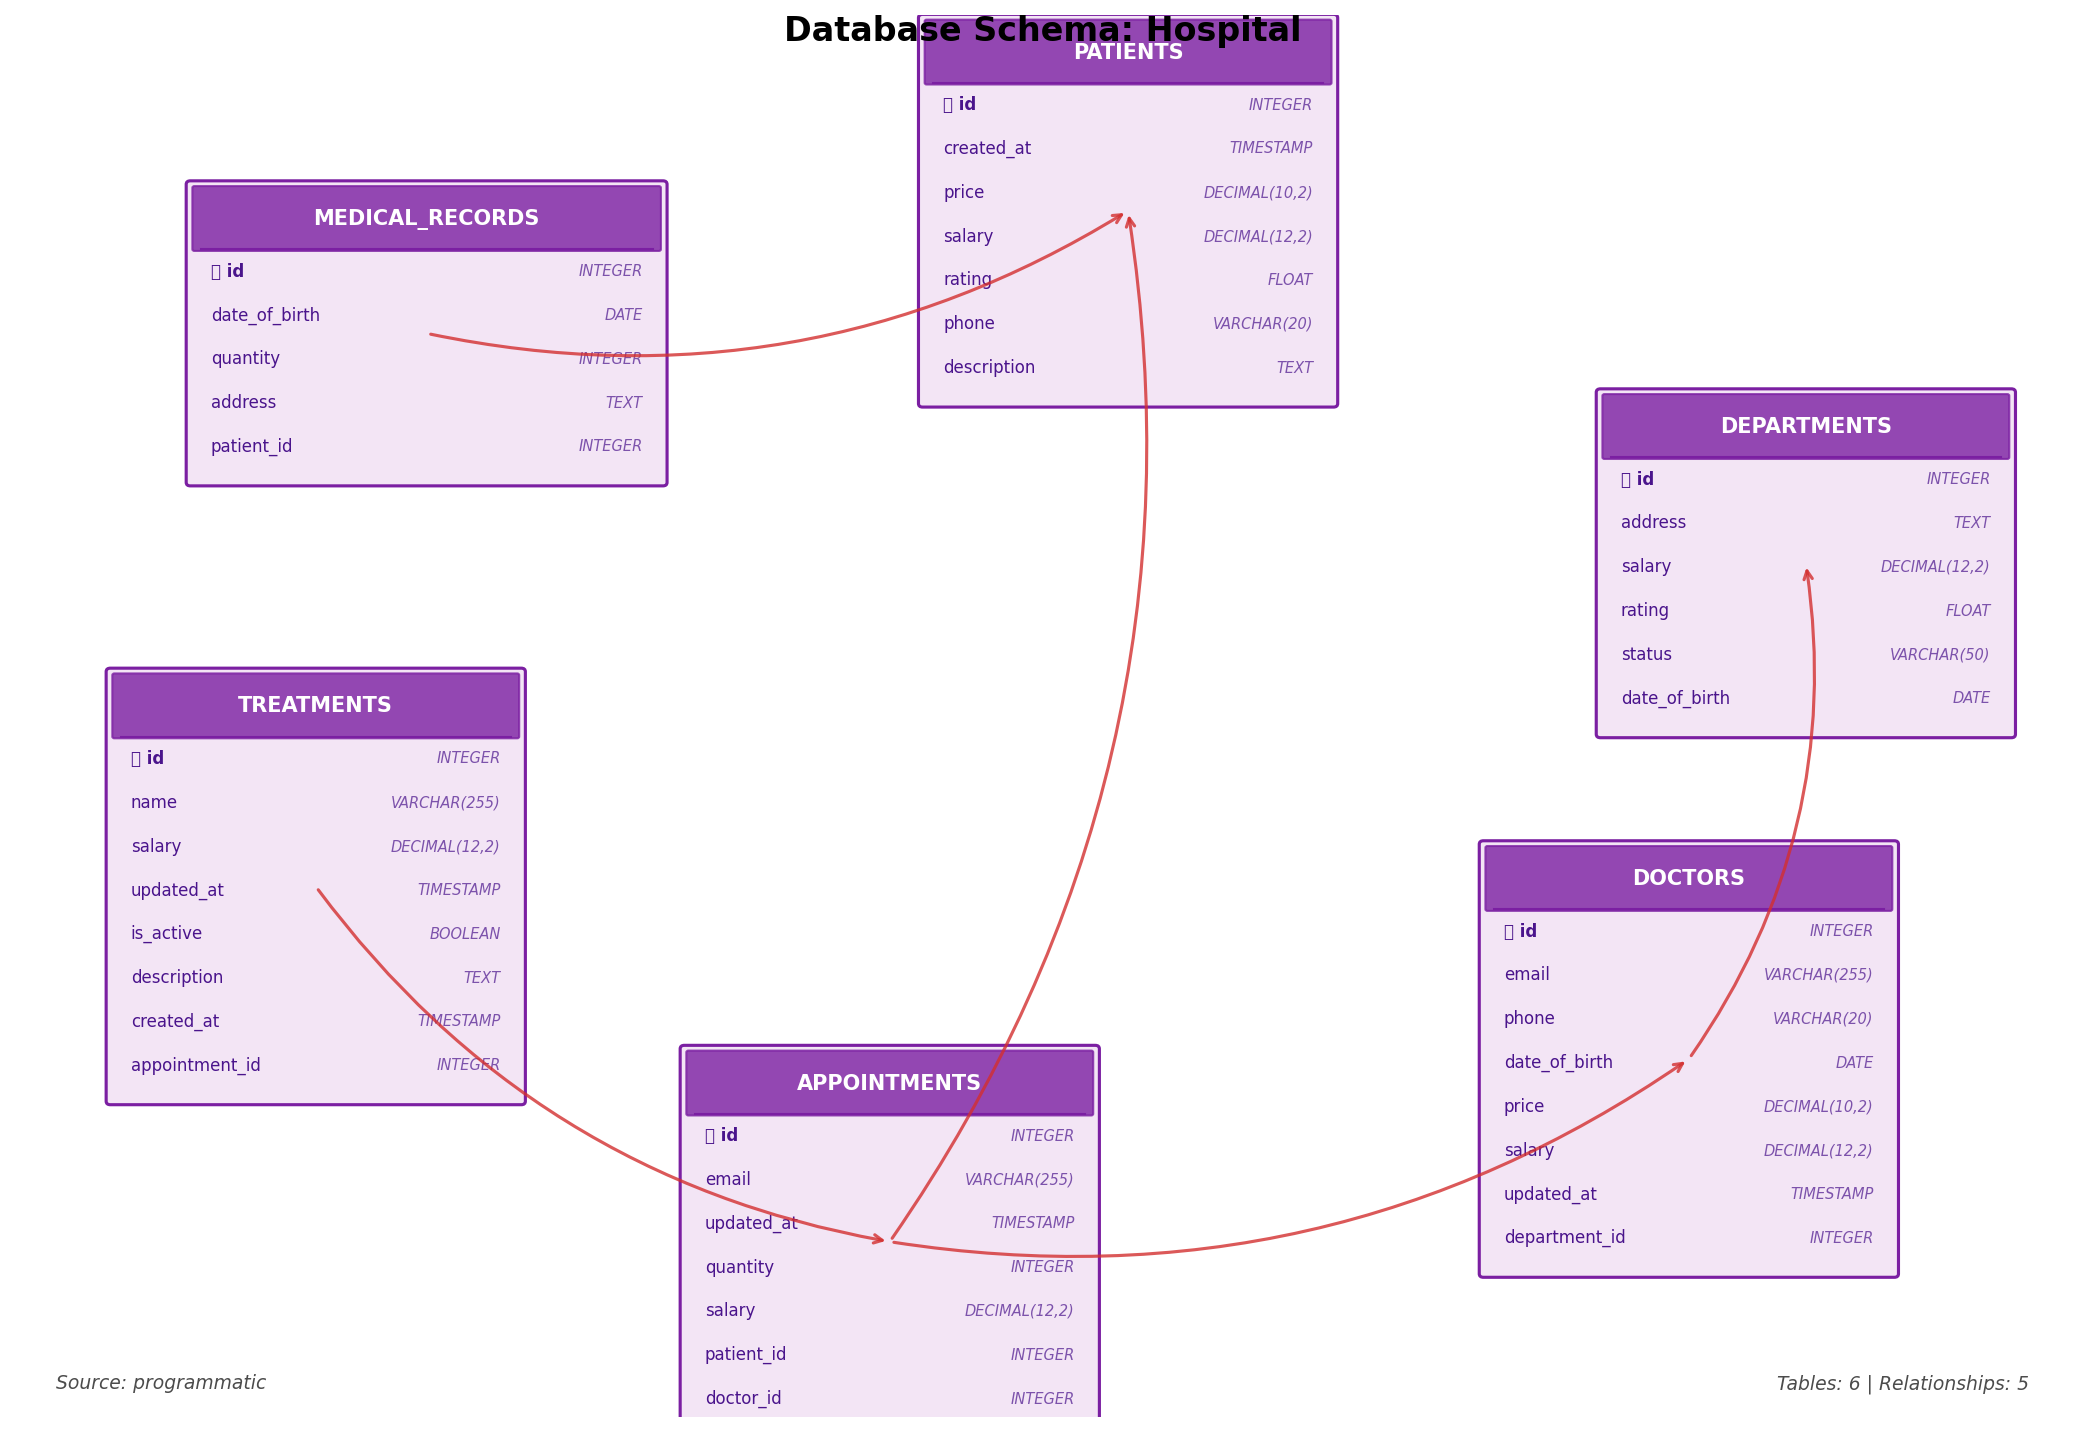 Database Schema: Hospital
PATIENTS
id INTEGER
created_at TIMESTAMP
price DECIMAL(10,2)
salary DECIMAL(12,2)
rating FLOAT
phone VARCHAR(20)
description TEXT
MEDICAL_RECORDS
id INTEGER
date_of_birth DATE
quantity INTEGER
address TEXT
patient_id INTEGER
DEPARTMENTS
id INTEGER
address TEXT
salary DECIMAL(12,2)
rating FLOAT
status VARCHAR(50)
date_of_birth DATE
TREATMENTS
id INTEGER
name VARCHAR(255)
salary DECIMAL(12,2)
updated_at TIMESTAMP
is_active BOOLEAN
description TEXT
created_at TIMESTAMP
appointment_id INTEGER
DOCTORS
id INTEGER
email VARCHAR(255)
phone VARCHAR(20)
date_of_birth DATE
price DECIMAL(10,2)
salary DECIMAL(12,2)
updated_at TIMESTAMP
department_id INTEGER
APPOINTMENTS
id INTEGER
email VARCHAR(255)
updated_at TIMESTAMP
quantity INTEGER
salary DECIMAL(12,2)
patient_id INTEGER
doctor_id INTEGER
Source: programmatic
Tables: 6 | Relationships: 5